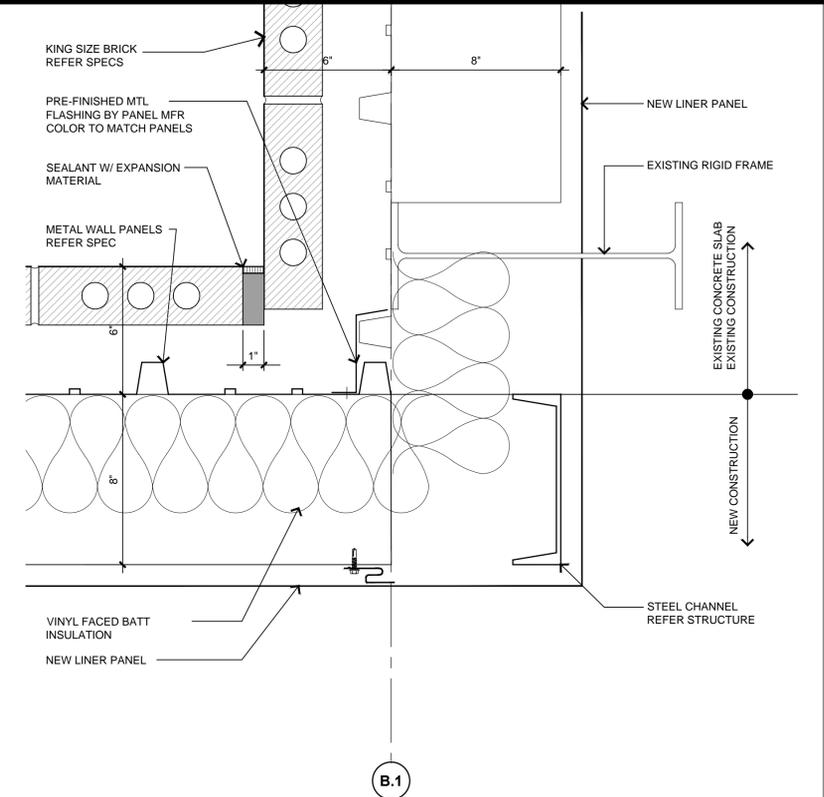 KING SIZE BRICK
REFER SPECS
6"
8"
PRE-FINISHED MTL
FLASHING BY PANEL MFR
COLOR TO MATCH PANELS
NEW LINER PANEL
SEALANT W/ EXPANSION
MATERIAL
EXISTING RIGID FRAME
METAL WALL PANELS
REFER SPEC
EXISTING CONCRETE SLAB
EXISTING CONSTRUCTION
6"
1"
8"
NEW CONSTRUCTION
VINYL FACED BATT
INSULATION
STEEL CHANNEL
REFER STRUCTURE
NEW LINER PANEL
B.1